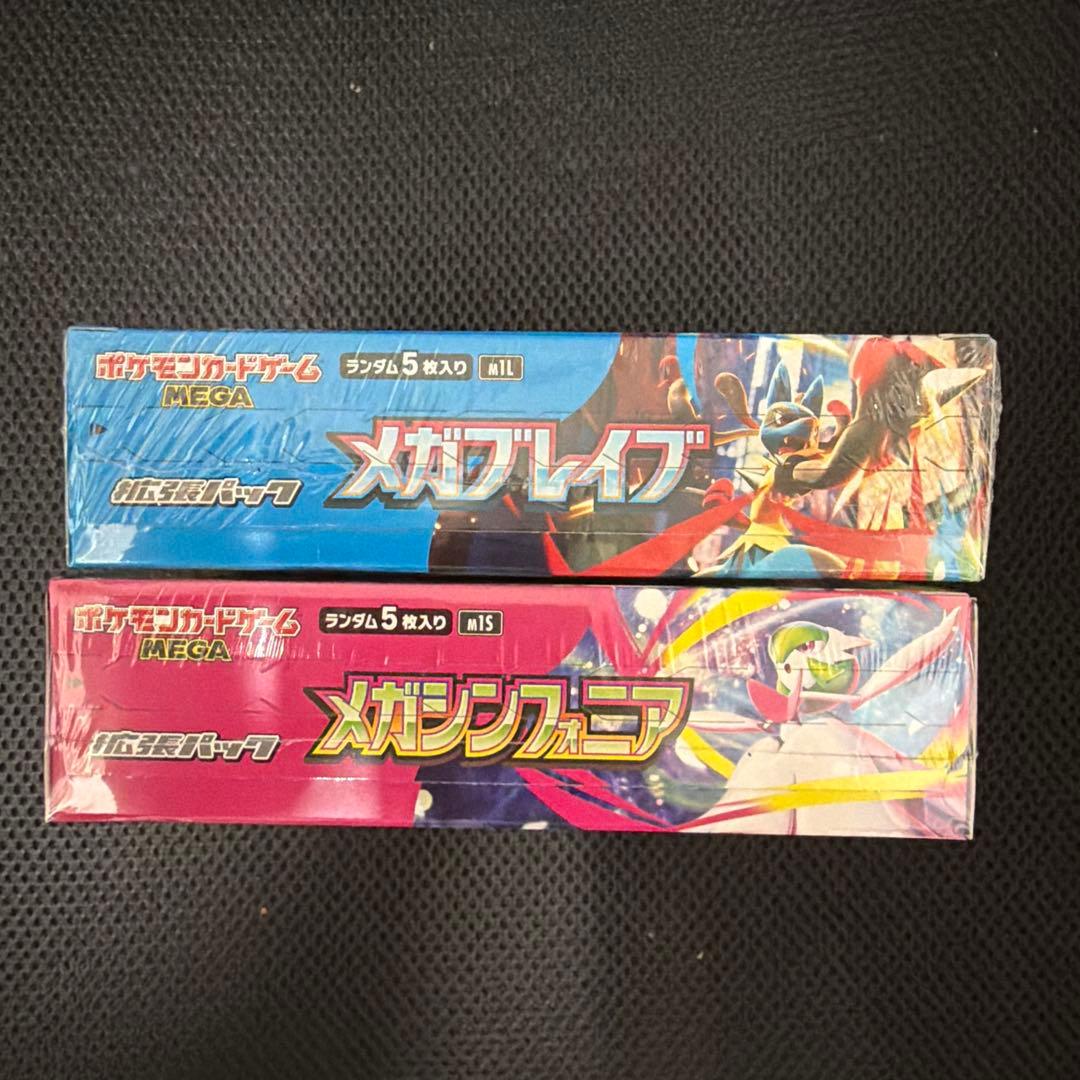 ポケモンカードゲーム
MEGA
ランダム5枚入り
m1L
メガブレイブ
拡張パック
ポケモンカードゲーム
MEGA
ランダム5枚入り
m1S
メガシンフォニア
拡張パック